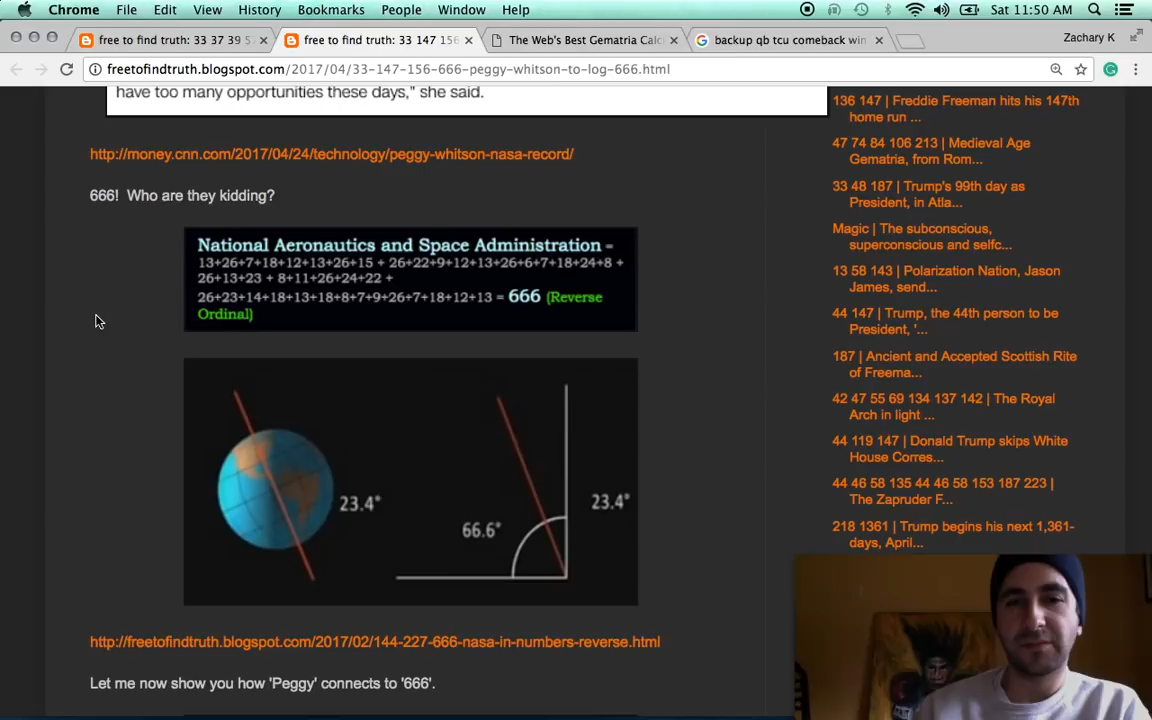 Chrome File Edit View History Bookmarks People Window Help Sat 11:50 AM
free to find truth: 33 37 39 5 × free to find truth: 33 147 156 × The Web's Best Gematria Calc × backup qb tcu comeback win × Zachary K
freetofindtruth.blogspot.com/2017/04/33-147-156-666-peggy-whitson-to-log-666.html
have too many opportunities these days," she said.
http://money.cnn.com/2017/04/24/technology/peggy-whitson-nasa-record/
666! Who are they kidding?
National Aeronautics and Space Administration =
13+26+7+18+12+13+26+15 + 26+22+9+12+13+26+6+7+18+24+8 +
26+13+23 + 8+11+26+24+22 +
26+23+14+18+13+18+8+7+9+26+7+18+12+13 = 666 (Reverse
Ordinal)
23.4°
66.6°
23.4°
http://freetofindtruth.blogspot.com/2017/02/144-227-666-nasa-in-numbers-reverse.html
Let me now show you how 'Peggy' connects to '666'.
136 147 | Freddie Freeman hits his 147th
home run ...
47 74 84 106 213 | Medieval Age
Gematria, from Rom...
33 48 187 | Trump's 99th day as
President, in Atla...
Magic | The subconscious,
superconscious and selfc...
13 58 143 | Polarization Nation, Jason
James, send...
44 147 | Trump, the 44th person to be
President, '...
187 | Ancient and Accepted Scottish Rite
of Freema...
42 47 55 69 134 137 142 | The Royal
Arch in light ...
44 119 147 | Donald Trump skips White
House Corres...
44 46 58 135 44 46 58 153 187 223 |
The Zapruder F...
218 1361 | Trump begins his next 1,361-
days, April...